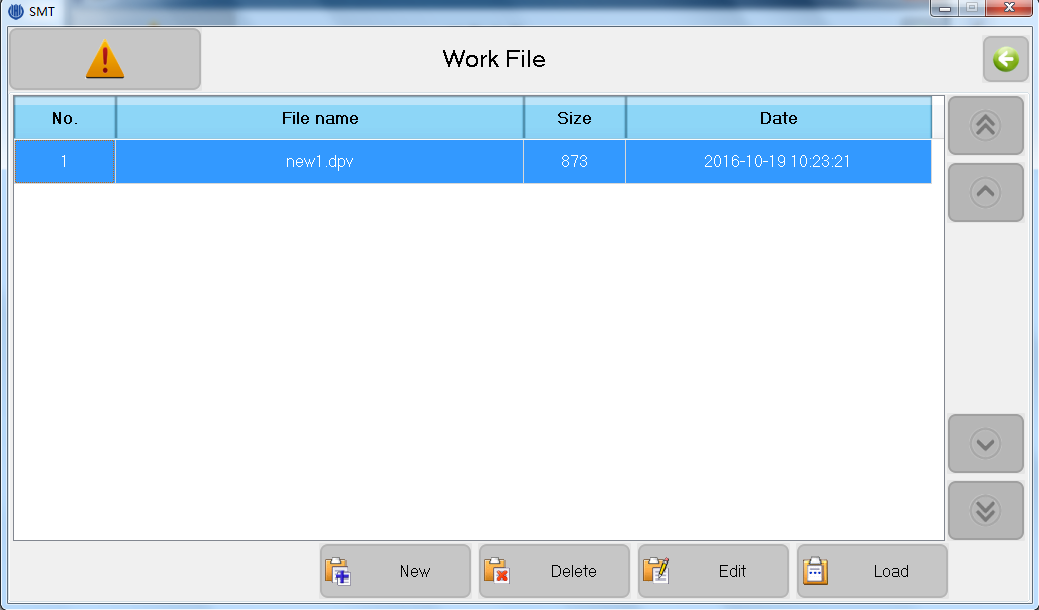 SMT
Work File
No. File name Size Date
1 new1.dpv 873 2016-10-19 10:23:21
New Delete Edit Load